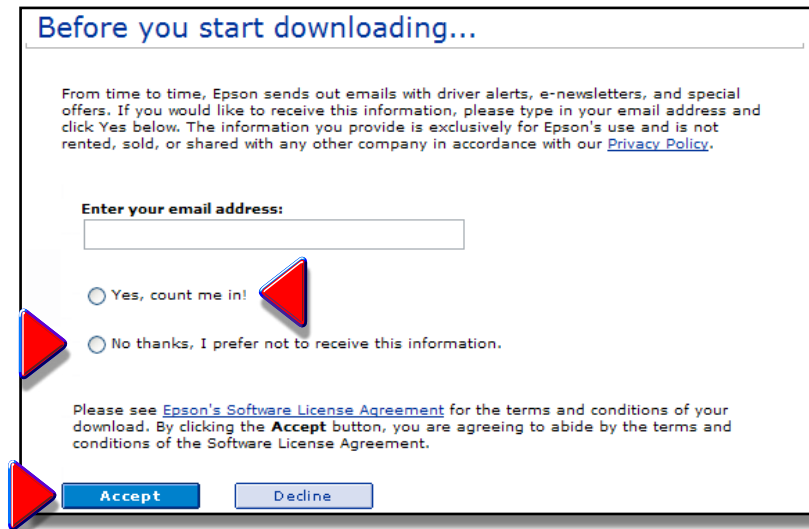 Before you start downloading...
From time to time, Epson sends out emails with driver alerts, e-newsletters, and special
offers. If you would like to receive this information, please type in your email address and
click Yes below. The information you provide is exclusively for Epson's use and is not
rented, sold, or shared with any other company in accordance with our Privacy Policy.
Enter your email address:
Yes, count me in!
No thanks, I prefer not to receive this information.
Please see Epson's Software License Agreement for the terms and conditions of your
download. By clicking the Accept button, you are agreeing to abide by the terms and
conditions of the Software License Agreement.
Accept Decline